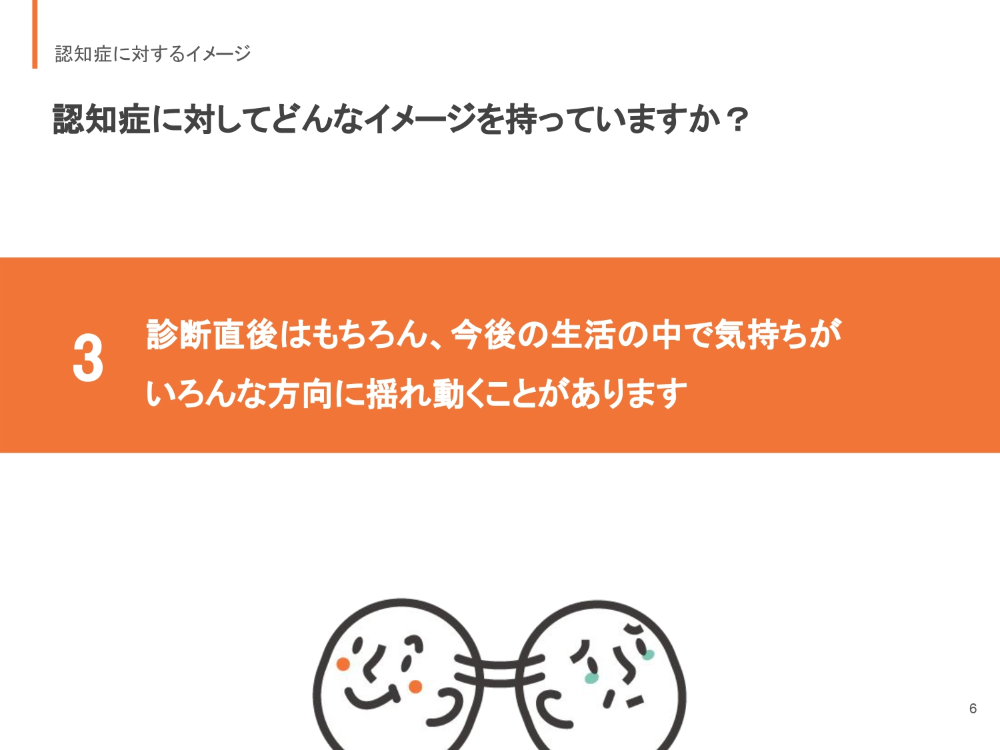 認知症に対するイメージ
認知症に対してどんなイメージを持っていますか？
3
診断直後はもちろん、今後の生活の中で気持ちが
いろんな方向に揺れ動くことがあります
6